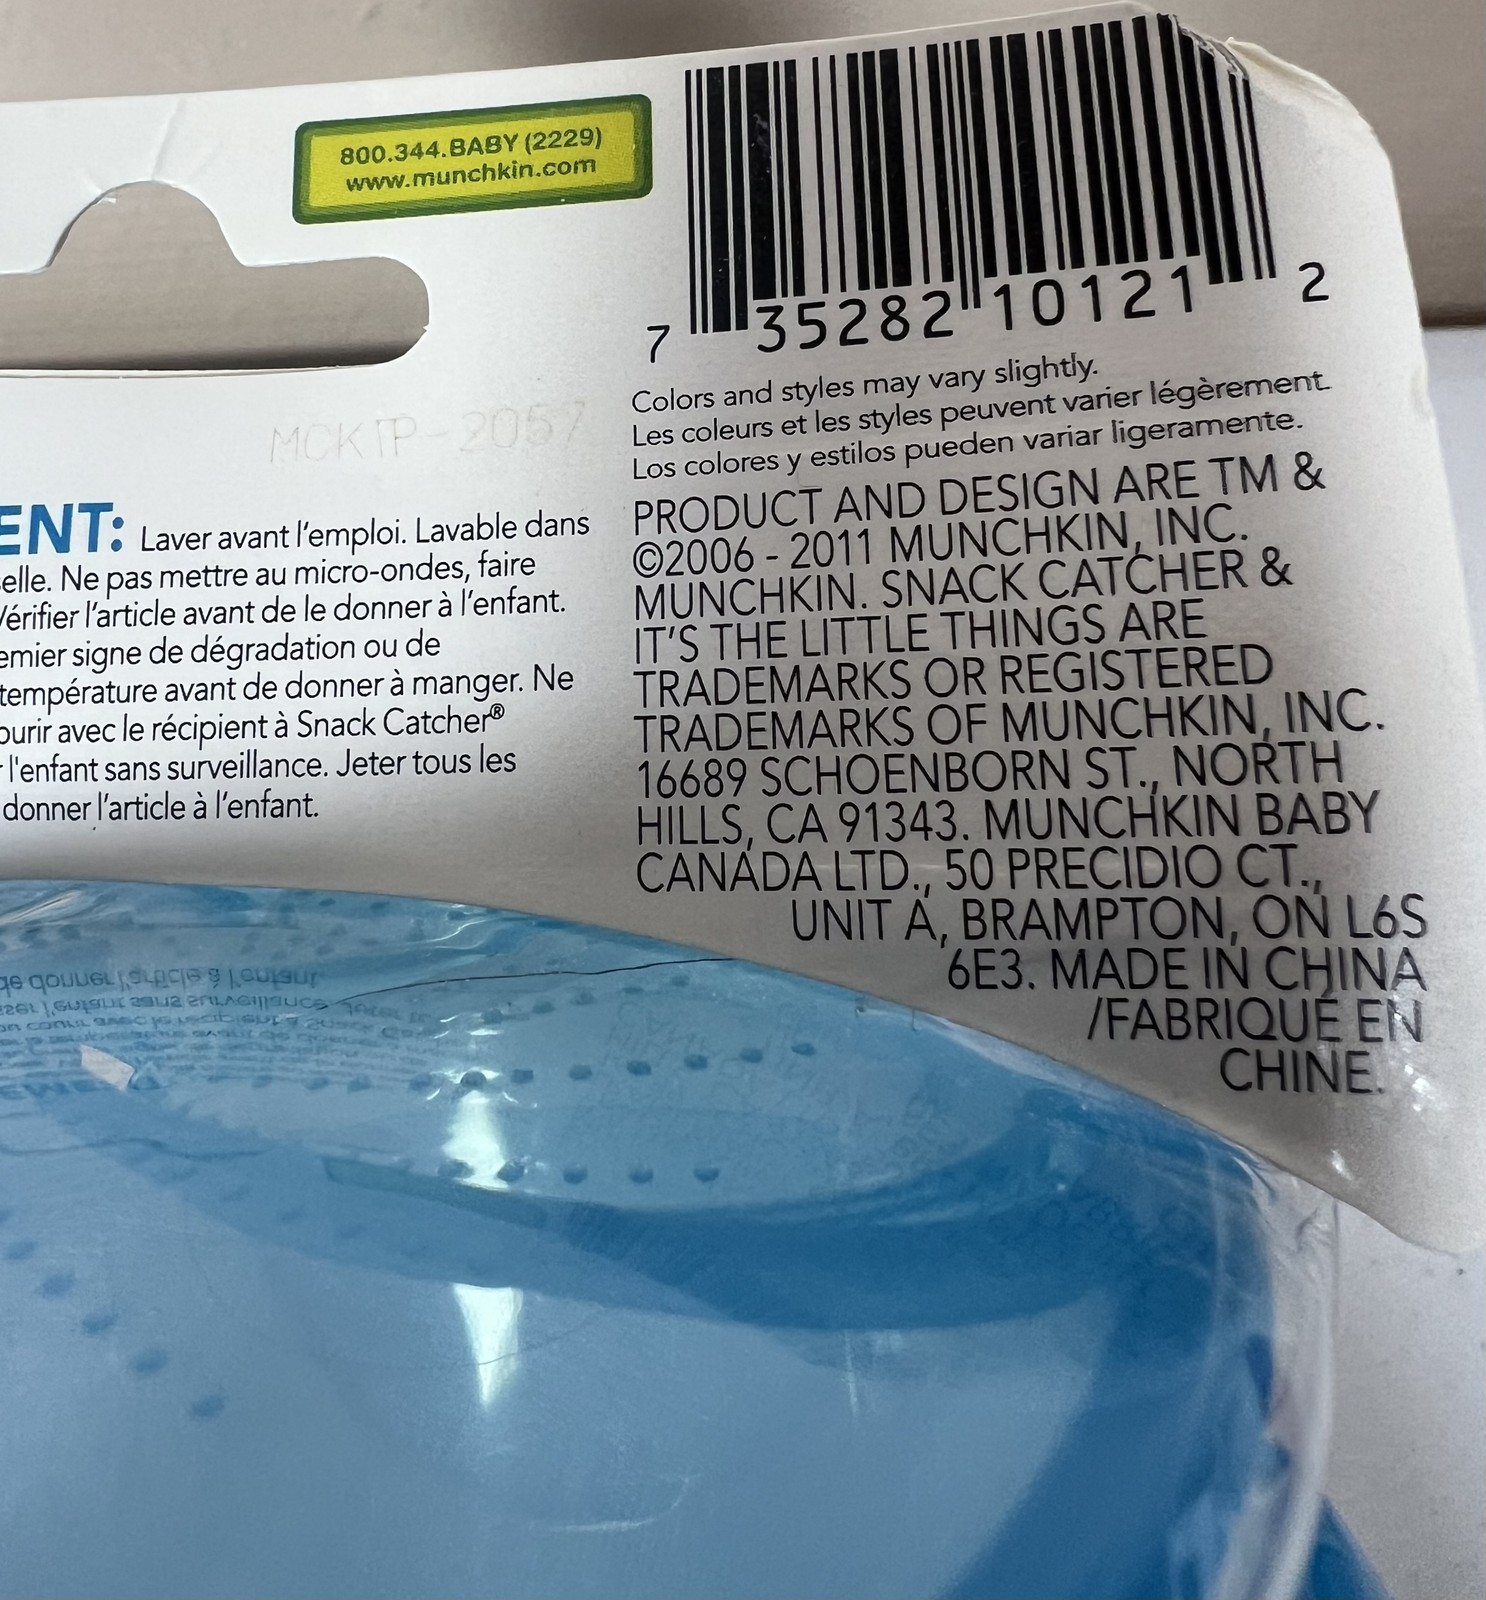 800.344.BABY (2229)
www.munchkin.com
7 35282 10121 2
Colors and styles may vary slightly.
Les couleurs et les styles peuvent varier légèrement.
Los colores y estilos pueden variar ligeramente.
MCKIP-2057
ENT: Laver avant l'emploi. Lavable dans
elle. Ne pas mettre au micro-ondes, faire
Vérifier l'article avant de le donner à l'enfant.
emier signe de dégradation ou de
température avant de donner à manger. Ne
ourir avec le récipient à Snack Catcher®
l'enfant sans surveillance. Jeter tous les
donner l'article à l'enfant.
PRODUCT AND DESIGN ARE TM &
©2006 - 2011 MUNCHKIN, INC.
MUNCHKIN. SNACK CATCHER &
IT'S THE LITTLE THINGS ARE
TRADEMARKS OR REGISTERED
TRADEMARKS OF MUNCHKIN, INC.
16689 SCHOENBORN ST., NORTH
HILLS, CA 91343. MUNCHKIN BABY
CANADA LTD., 50 PRECIDIO CT.,
UNIT A, BRAMPTON, ON L6S
6E3. MADE IN CHINA
/FABRIQUÉ EN
CHINE.